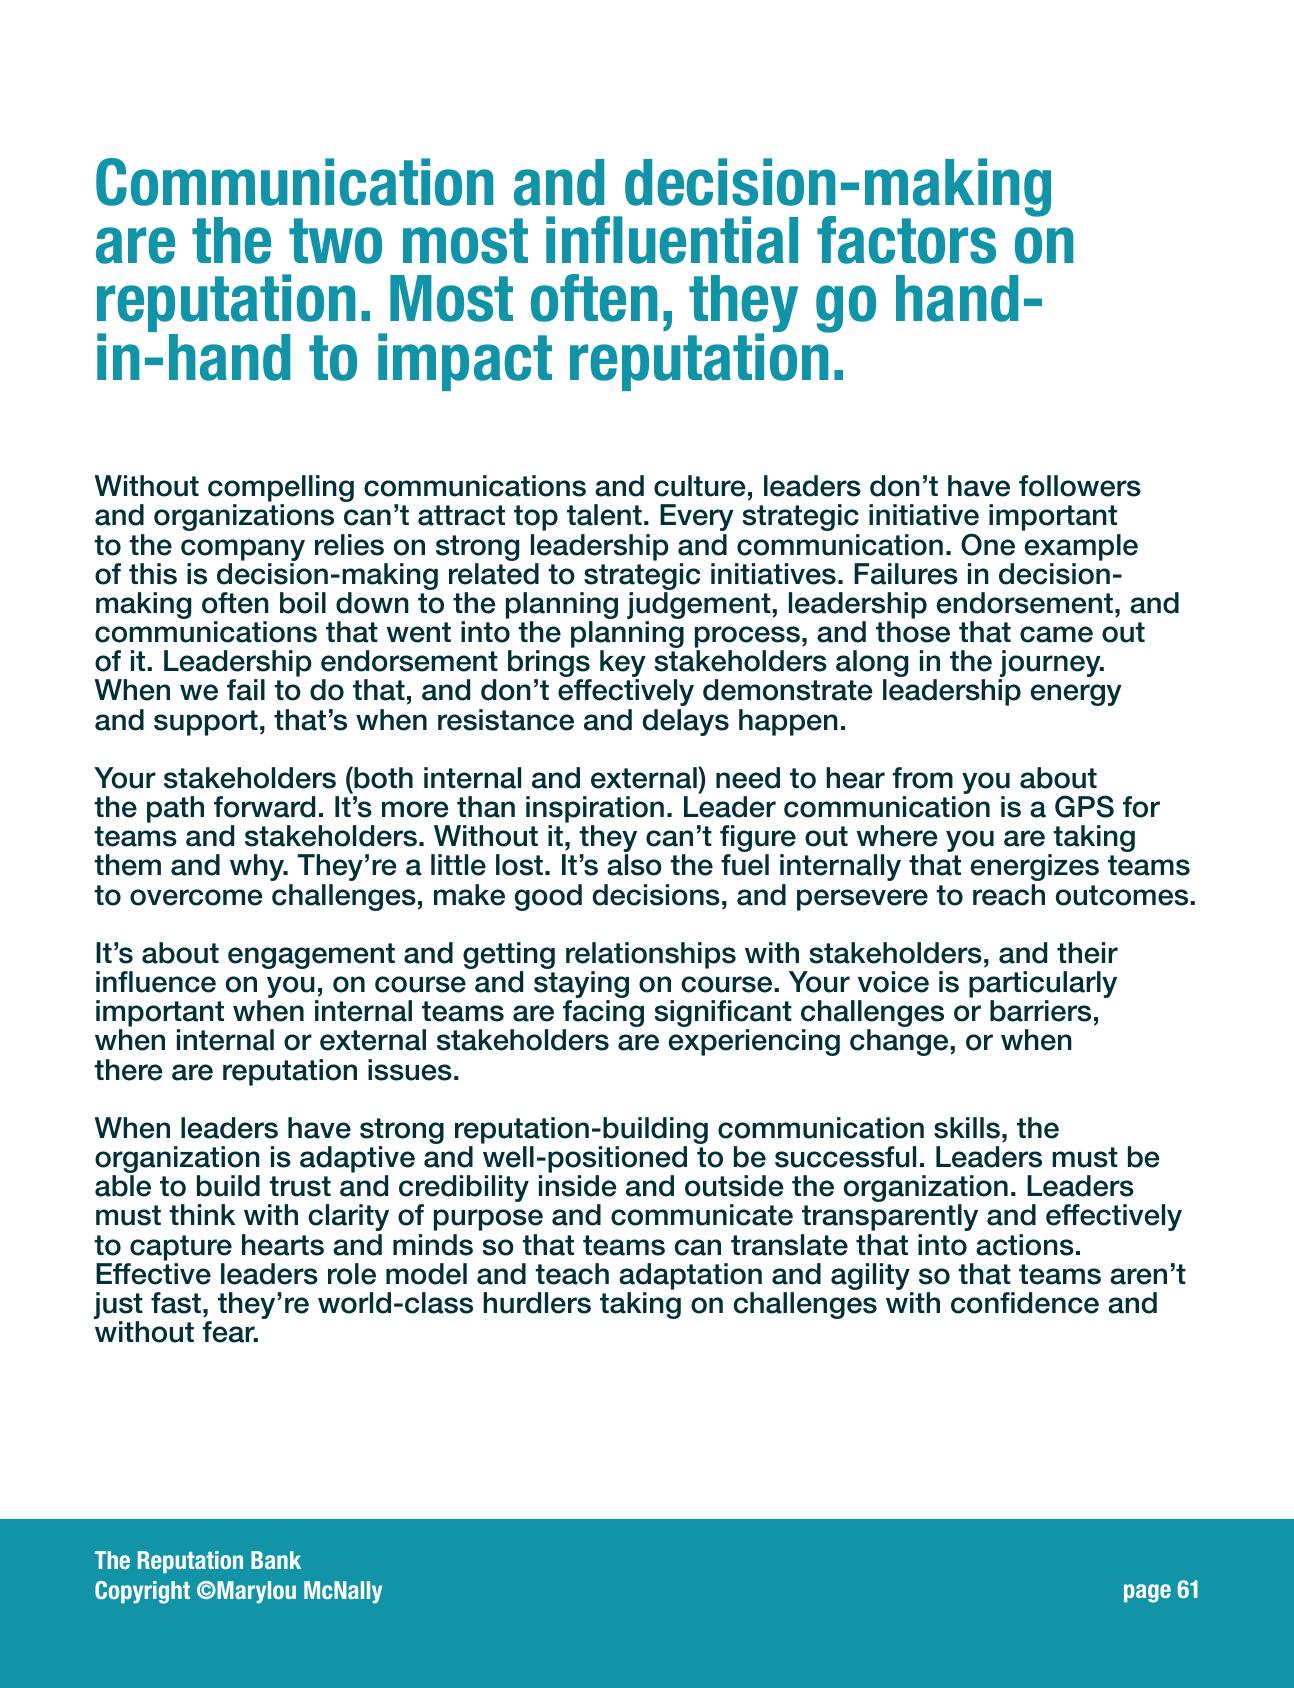 Communication and decision-making
are the two most influential factors on
reputation. Most often, they go hand-
in-hand to impact reputation.
Without compelling communications and culture, leaders don’t have followers
and organizations can’t attract top talent. Every strategic initiative important
to the company relies on strong leadership and communication. One example
of this is decision-making related to strategic initiatives. Failures in decision-
making often boil down to the planning judgement, leadership endorsement, and
communications that went into the planning process, and those that came out
of it. Leadership endorsement brings key stakeholders along in the journey.
When we fail to do that, and don’t effectively demonstrate leadership energy
and support, that’s when resistance and delays happen.
Your stakeholders (both internal and external) need to hear from you about
the path forward. It’s more than inspiration. Leader communication is a GPS for
teams and stakeholders. Without it, they can’t figure out where you are taking
them and why. They’re a little lost. It’s also the fuel internally that energizes teams
to overcome challenges, make good decisions, and persevere to reach outcomes.
It’s about engagement and getting relationships with stakeholders, and their
influence on you, on course and staying on course. Your voice is particularly
important when internal teams are facing significant challenges or barriers,
when internal or external stakeholders are experiencing change, or when
there are reputation issues.
When leaders have strong reputation-building communication skills, the
organization is adaptive and well-positioned to be successful. Leaders must be
able to build trust and credibility inside and outside the organization. Leaders
must think with clarity of purpose and communicate transparently and effectively
to capture hearts and minds so that teams can translate that into actions.
Effective leaders role model and teach adaptation and agility so that teams aren’t
just fast, they’re world-class hurdlers taking on challenges with confidence and
without fear.
The Reputation Bank
Copyright ©Marylou McNally
page 61